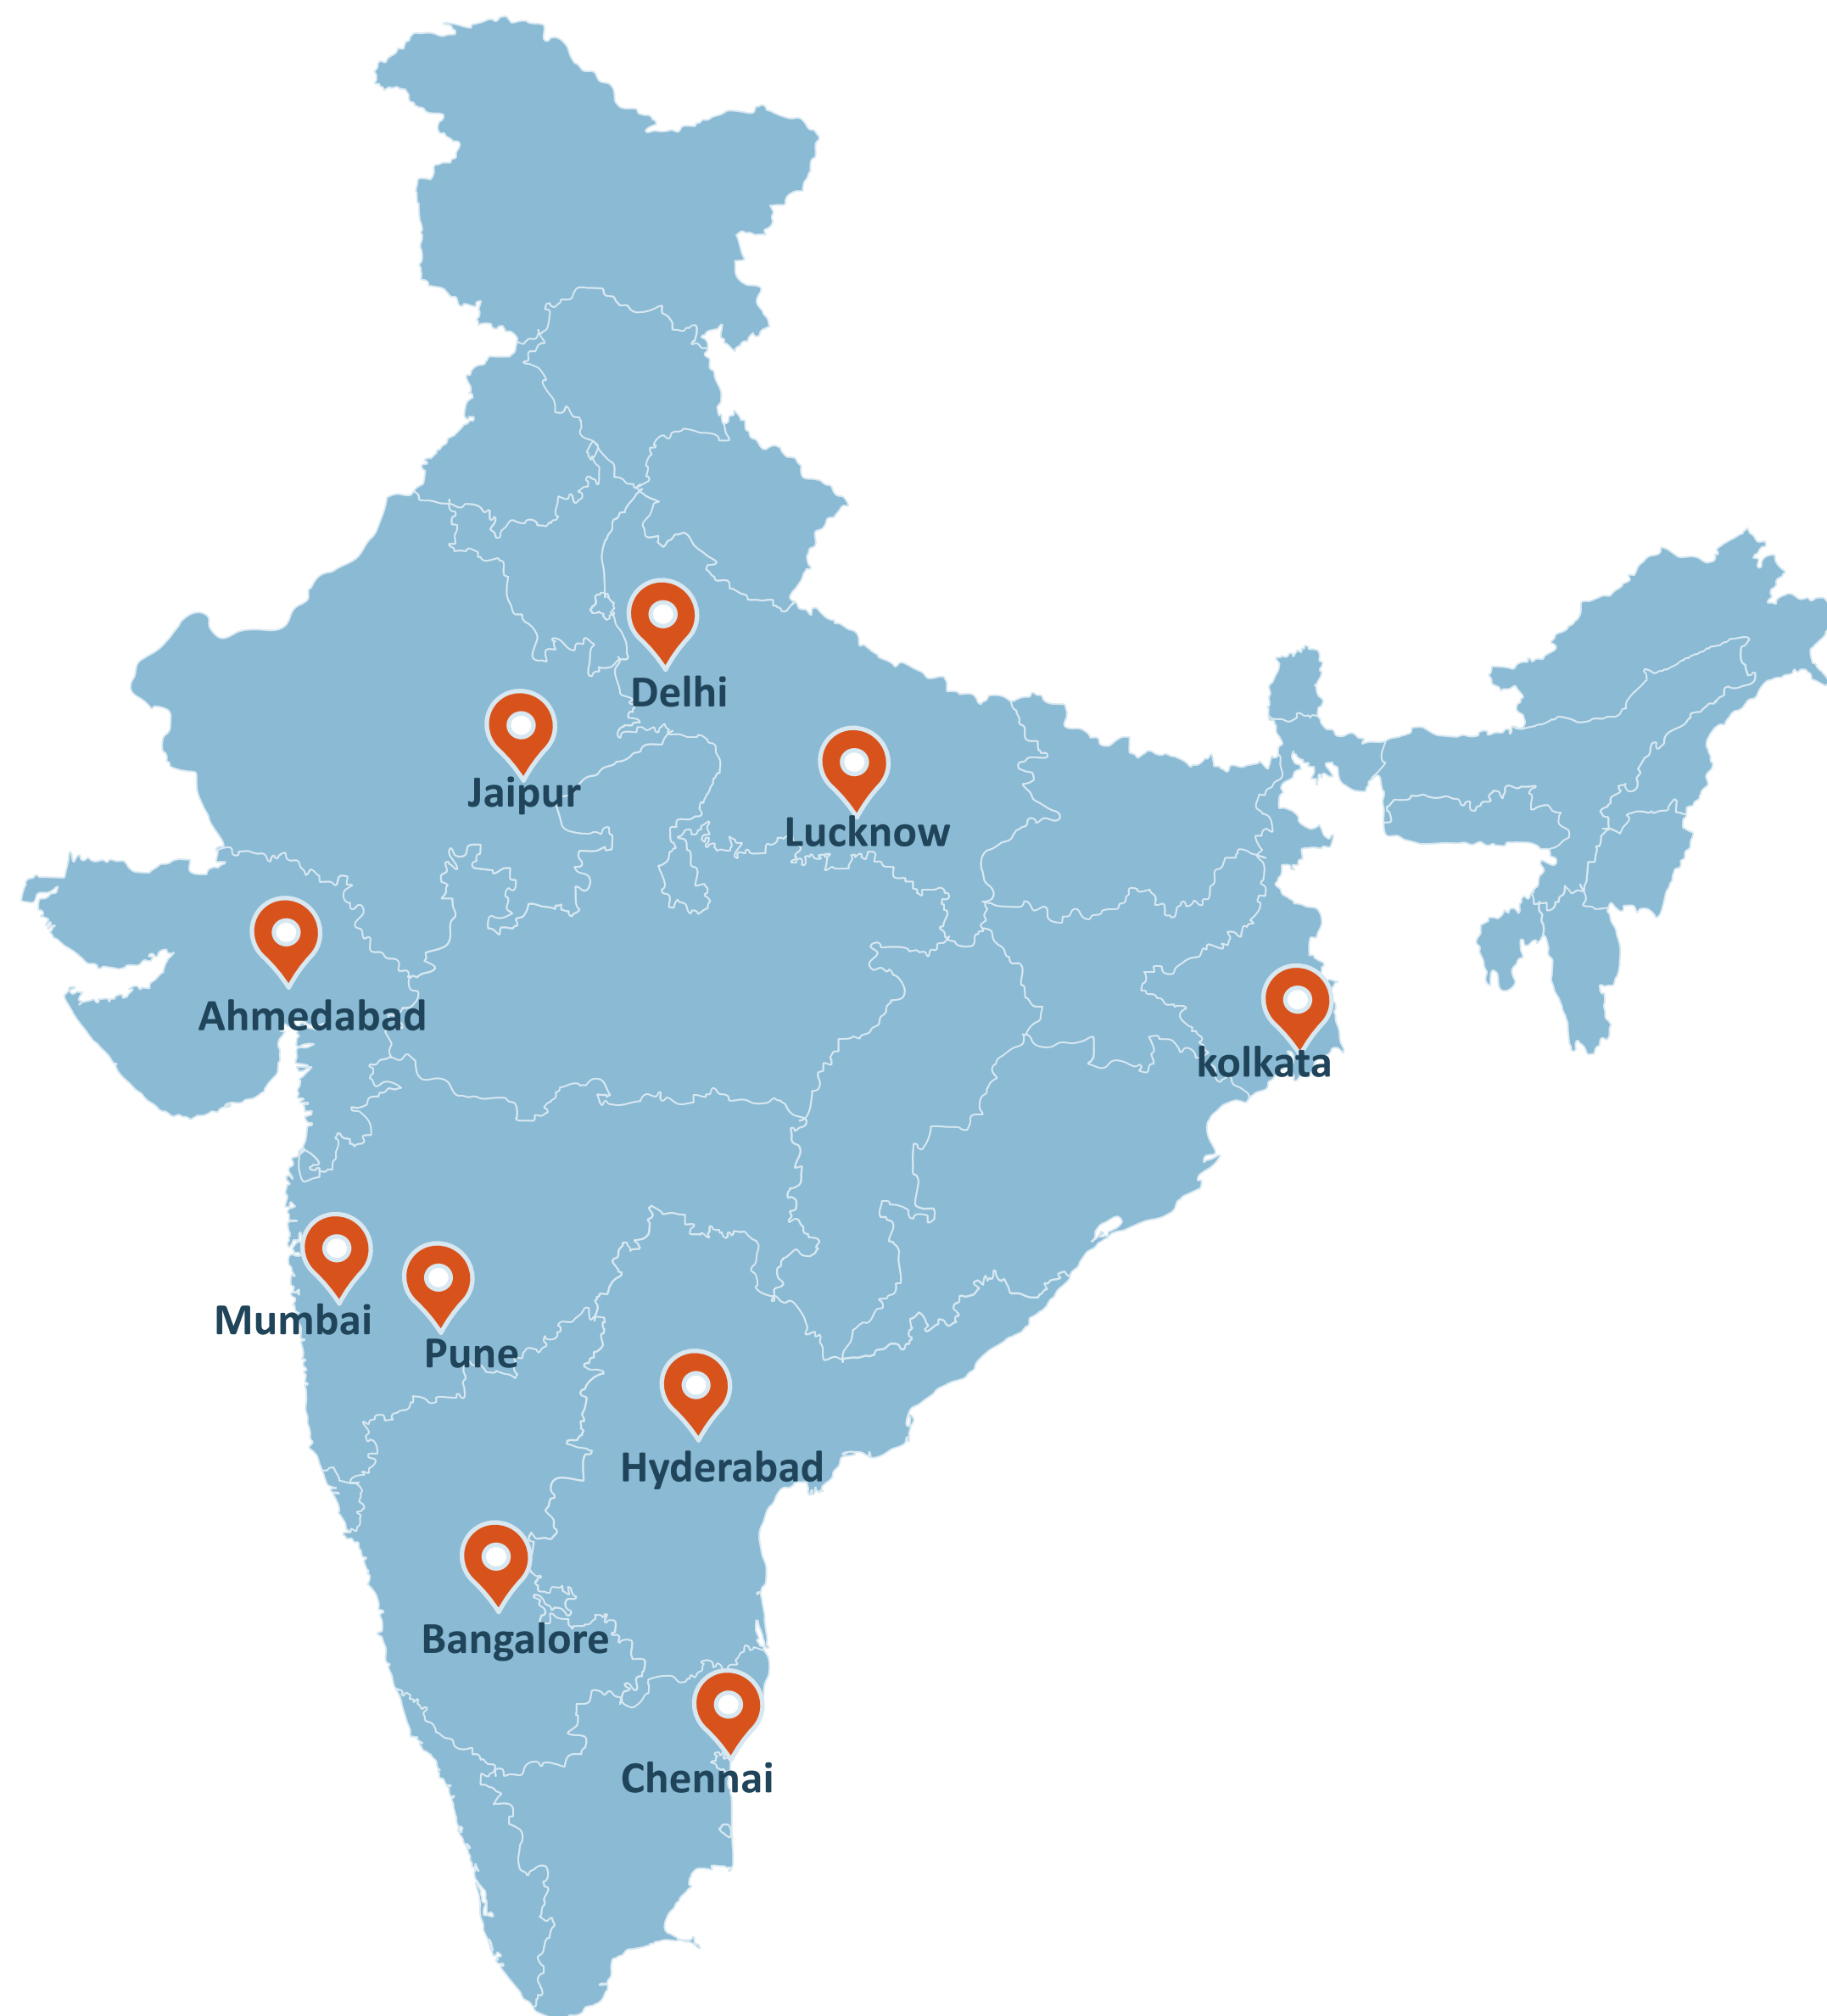 Delhi
Jaipur
Lucknow
Ahmedabad
kolkata
Mumbai
Pune
Hyderabad
Bangalore
Chennai